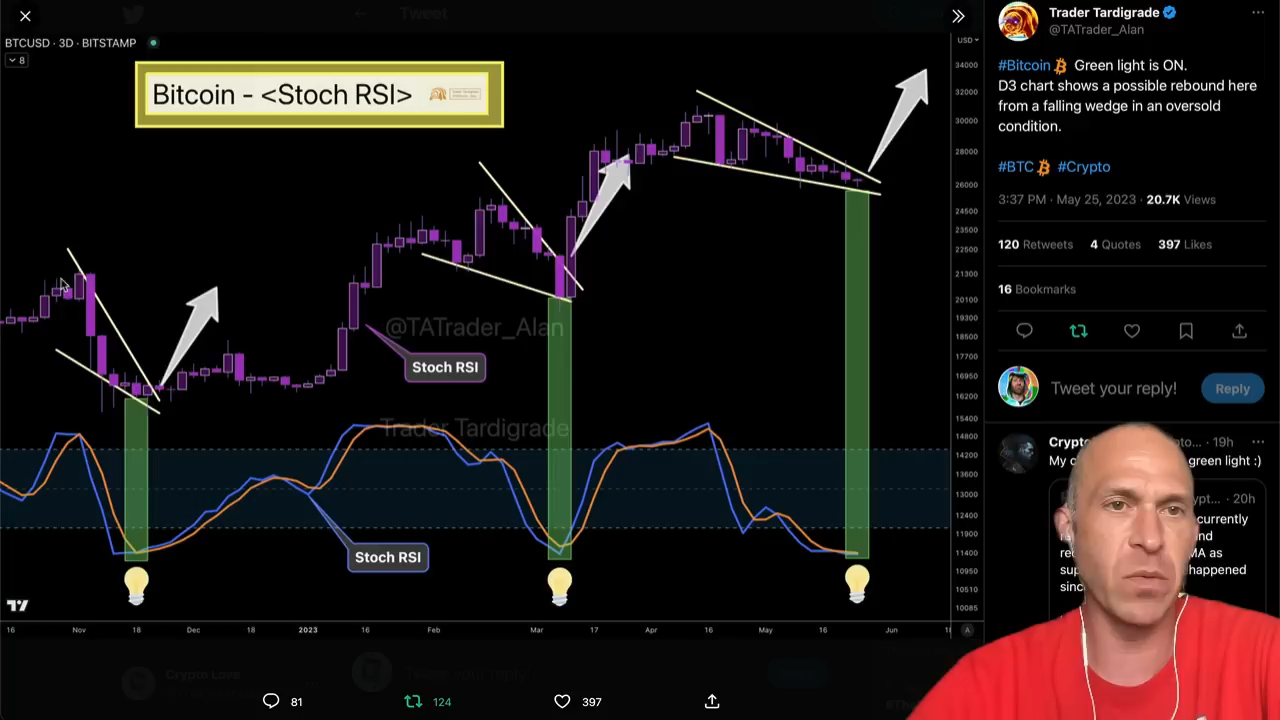 Tweet
BTCUSD · 3D · BITSTAMP
8
Bitcoin - <Stoch RSI>
@TATrader_Alan
Stoch RSI
Trader Tardigrade
Stoch RSI
USD
34000
32000
30000
28000
26000
24500
23500
22500
21300
20100
19300
18500
17700
16950
16200
15400
14800
14200
13600
13000
12400
11900
11400
10950
10510
10085
16
Nov
18
Dec
18
2023
16
Feb
Mar
17
Apr
16
May
16
Jun
A
81
124
397
Trader Tardigrade
@TATrader_Alan
#Bitcoin Green light is ON.
D3 chart shows a possible rebound here
from a falling wedge in an oversold
condition.
#BTC #Crypto
3:37 PM · May 25, 2023 · 20.7K Views
120 Retweets 4 Quotes 397 Likes
16 Bookmarks
Tweet your reply!
Reply
19h
green light :)
20h
currently
MA as
happened